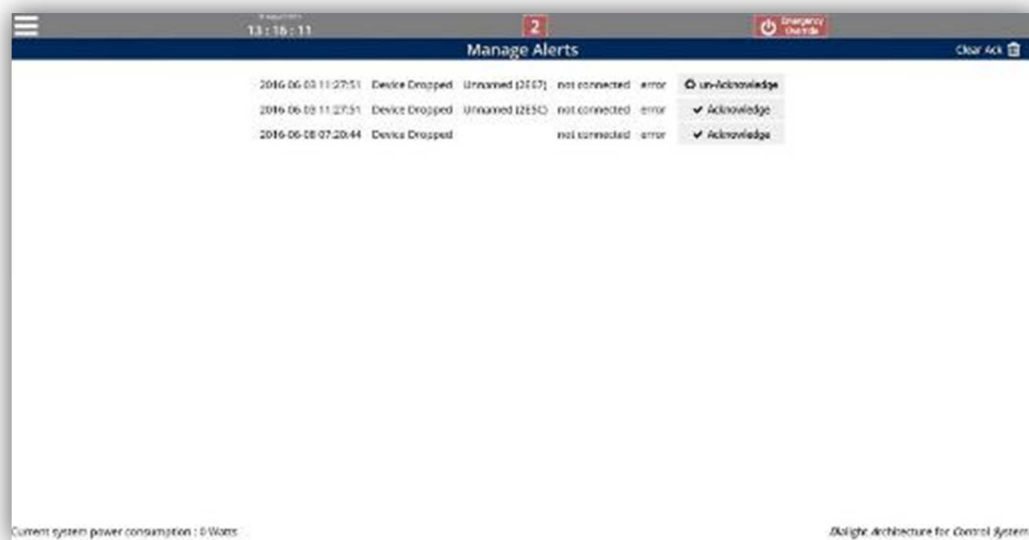 13:16:11
2
Emergency
Override
Manage Alerts
Clear Ack
2016-06-03 11:27:51 Device Dropped Unnamed (2E67) not connected error un-Acknowledge
2016-06-03 11:27:51 Device Dropped Unnamed (2E5C) not connected error Acknowledge
2016-06-08 07:20:44 Device Dropped not connected error Acknowledge
Current system power consumption : 0 Watts
Dialight Architecture for Control System